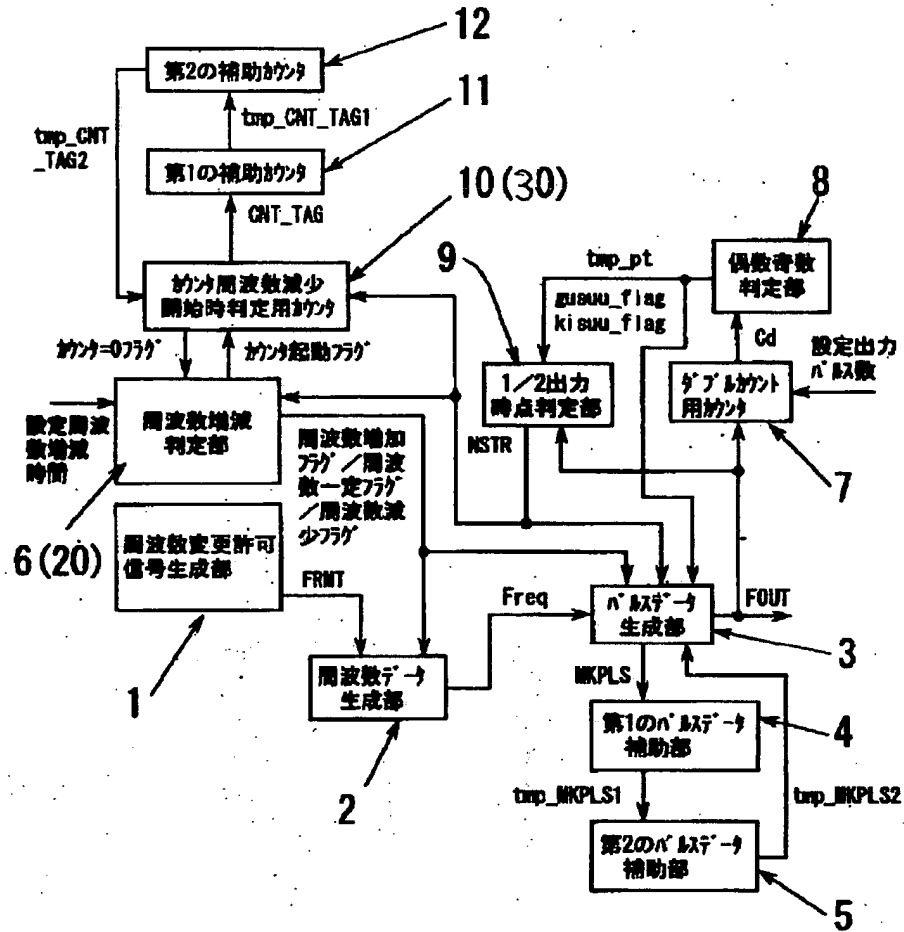 12
第2の補助ｶｳﾝﾀ
11
tmp_CNT_TAG1
tmp_CNT
_TAG2
第1の補助ｶｳﾝﾀ
10(30)
CNT_TAG
8
9
tmp_pt
偶数奇数
判定部
ｶｳﾝﾀ周波数減少
開始時判定用ｶｳﾝﾀ
gusuu_flag
kisuu_flag
Cd
設定出力
ﾊﾟﾙｽ数
ｶｳﾝﾀ=0ﾌﾗｸﾞ
ｶｳﾝﾀ起動ﾌﾗｸﾞ
1／2出力
時点判定部
ﾀﾞﾌﾞﾙｶｳﾝﾄ
用ｶｳﾝﾀ
設定周波
数増減
時間
周波数増減
判定部
周波数増加
ﾌﾗｸﾞ／周波
数一定ﾌﾗｸﾞ
／周波数減
少ﾌﾗｸﾞ
NSTR
7
6(20)
周波数変更許可
信号生成部
FRMT
Freq
ﾊﾟﾙｽﾃﾞｰﾀ
生成部
FOUT
3
1
周波数ﾃﾞｰﾀ
生成部
MKPLS
2
第1のﾊﾟﾙｽﾃﾞｰﾀ
補助部
4
tmp_MKPLS1
tmp_MKPLS2
第2のﾊﾟﾙｽﾃﾞｰﾀ
補助部
5